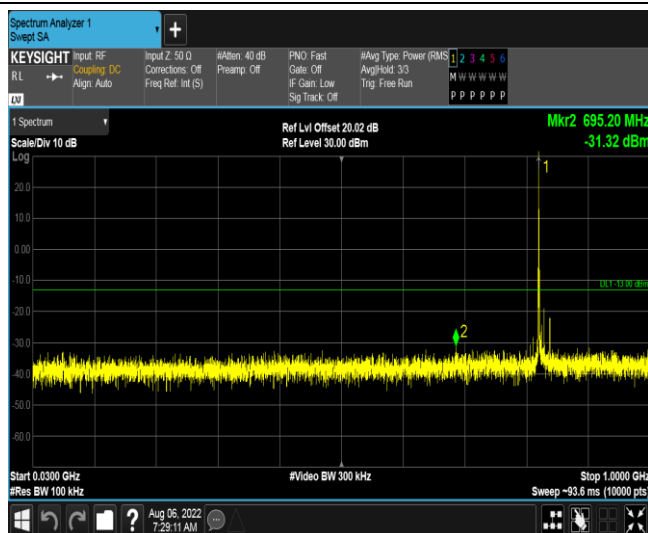 Spectrum Analyzer 1
Swept SA
KEYSIGHT
RL
Input: RF
Coupling: DC
Align: Auto
Input Z: 50 Ω
Corrections: Off
Freq Ref: Int (S)
#Atten: 40 dB
Preamp: Off
PNO: Fast
Gate: Off
IF Gain: Low
Sig Track: Off
#Avg Type: Power (RMS
Avg|Hold: 3/3
Trig: Free Run
1 2 3 4 5 6
M W W W W W
P P P P P P
1 Spectrum
Scale/Div 10 dB
Ref Lvl Offset 20.02 dB
Ref Level 30.00 dBm
Mkr2 695.20 MHz
-31.32 dBm
Log
1
20.0
10.0
0.00
-10.0
DL1 -13.00 dBm
-20.0
2
-30.0
-40.0
-50.0
-60.0
Start 0.0300 GHz
#Video BW 300 kHz
Stop 1.0000 GHz
#Res BW 100 kHz
Sweep ~93.6 ms (10000 pts)
?
Aug 06, 2022
7:29:11 AM